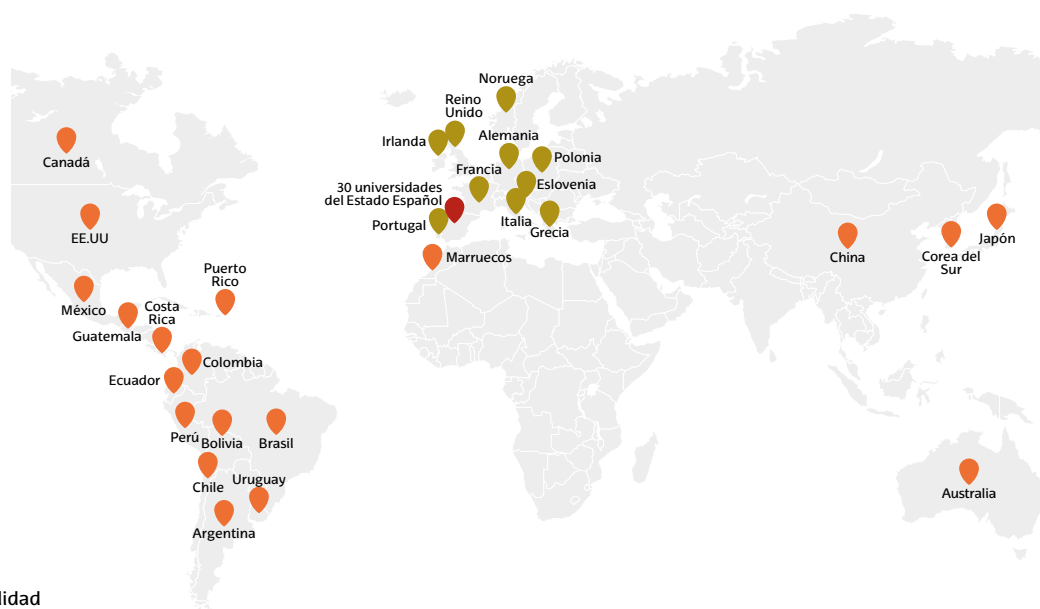 Noruega
Reino
Unido
Irlanda
Alemania
Polonia
Francia
Eslovenia
30 universidades
del Estado Español
Portugal
Italia
Grecia
Marruecos
Canadá
EE.UU
Puerto
Rico
México
Costa
Rica
Guatemala
Colombia
Ecuador
Perú
Bolivia
Brasil
Chile
Uruguay
Argentina
China
Corea del
Sur
Japón
Australia
lidad